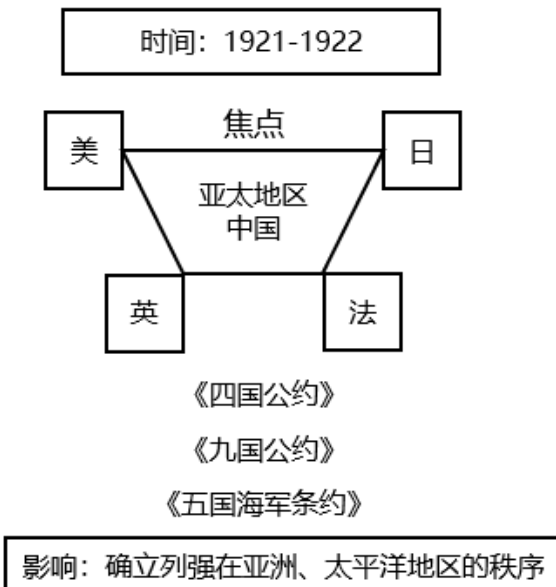 时间：1921-1922
焦点
美
日
亚太地区
中国
英
法
《四国公约》
《九国公约》
《五国海军条约》
影响：确立列强在亚洲、太平洋地区的秩序